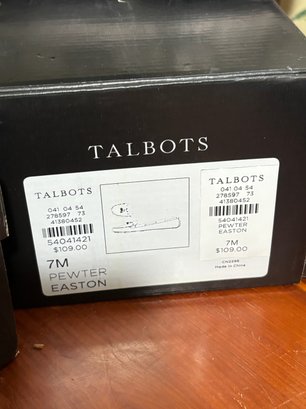 TALBOTS
TALBOTS
041 04 54
278597 73
41380452
54041421
$109.00
7M
PEWTER
EASTON
TALBOTS
041 04 54
278597 73
41380452
54041421
PEWTER
EASTON
7M
$109.00
Made in China